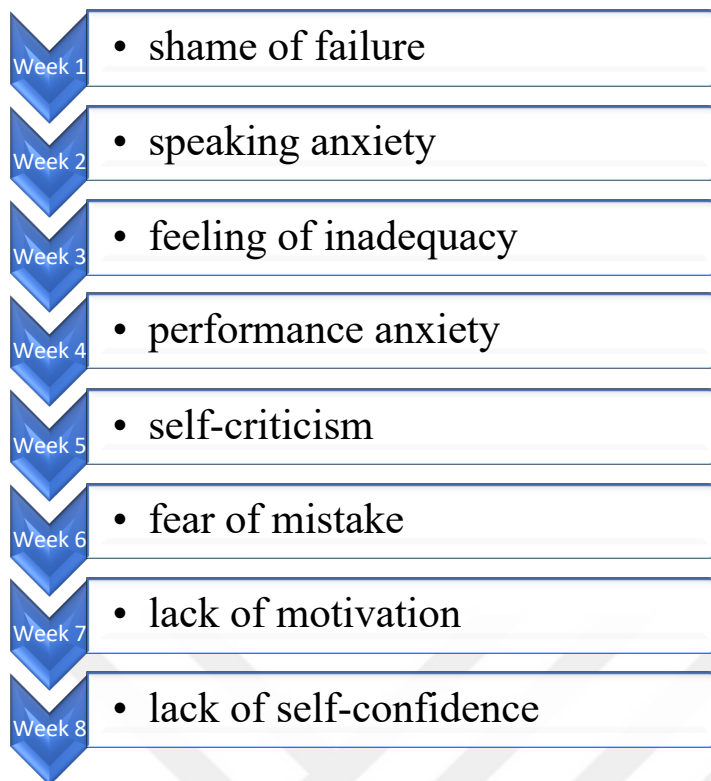 Week 1 • shame of failure
Week 2 • speaking anxiety
Week 3 • feeling of inadequacy
Week 4 • performance anxiety
Week 5 • self-criticism
Week 6 • fear of mistake
Week 7 • lack of motivation
Week 8 • lack of self-confidence